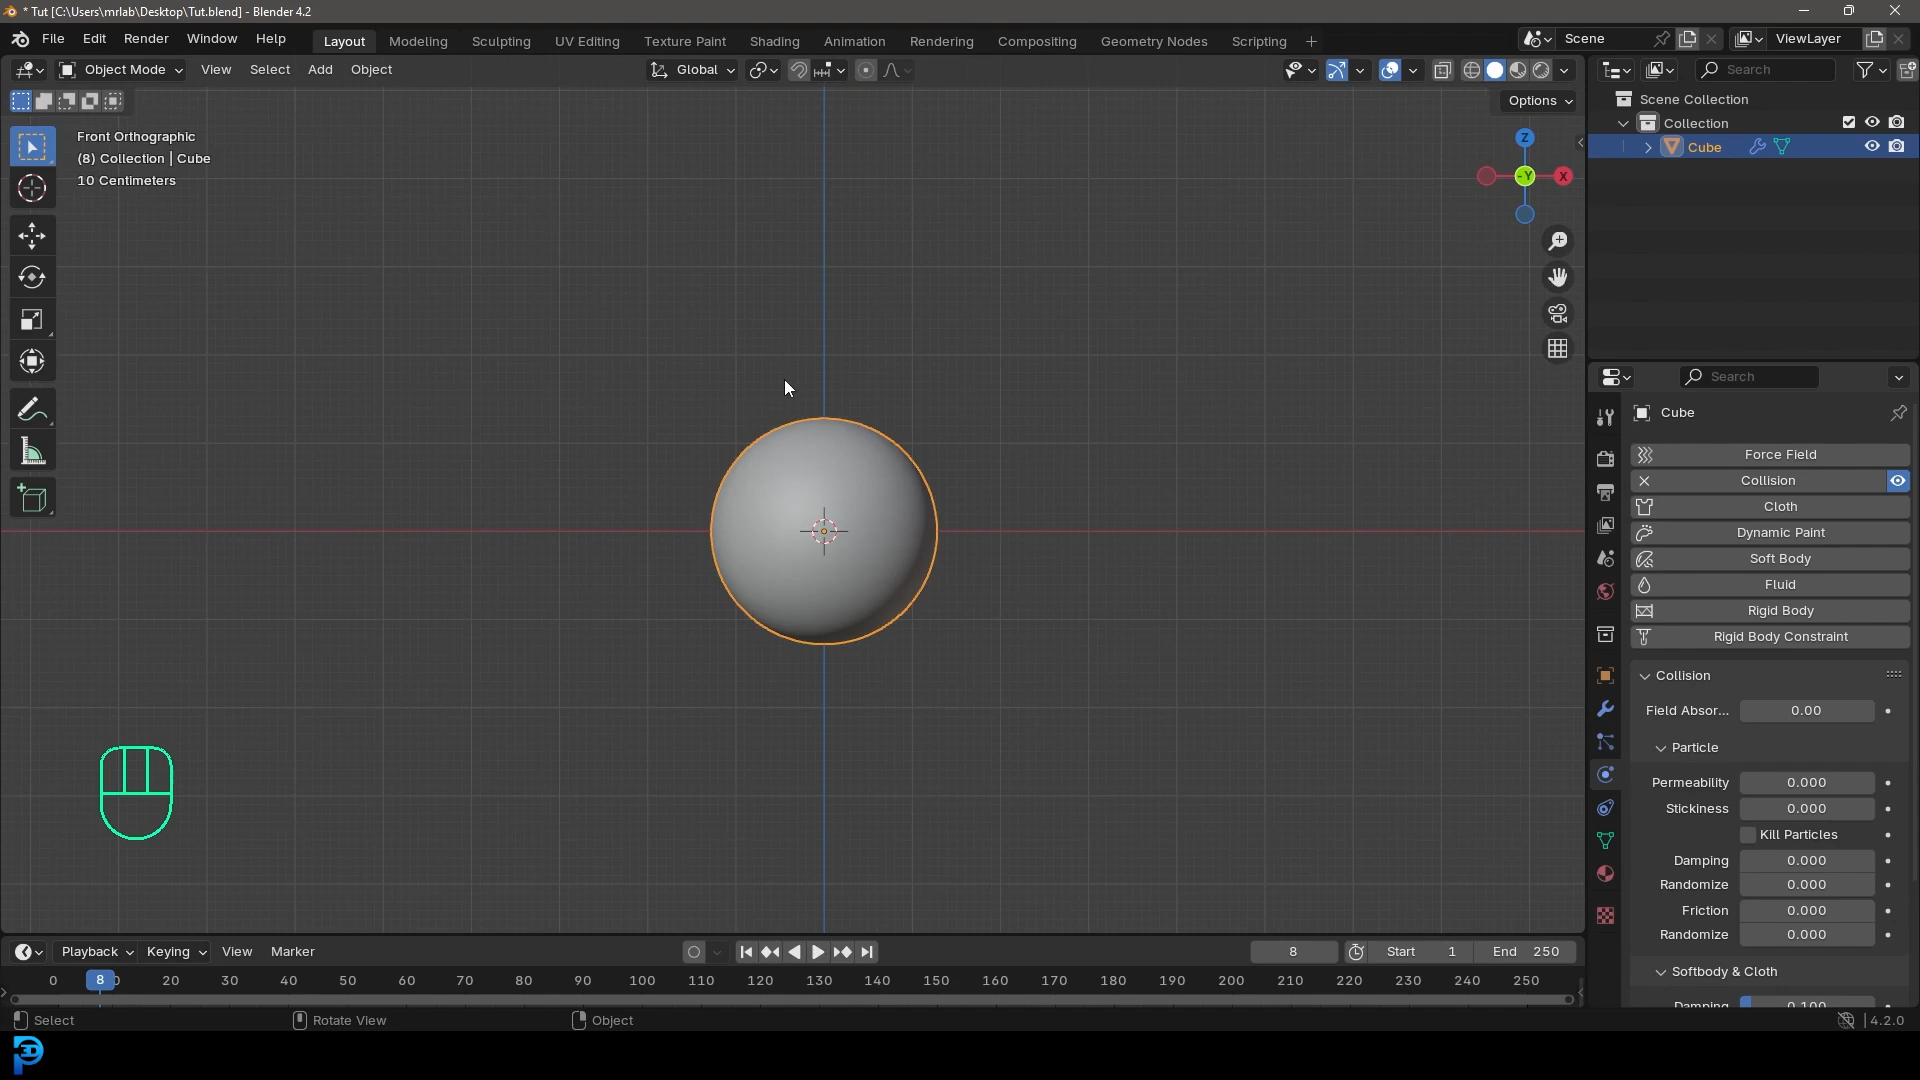 * Tut [C:\Users\mrlab\Desktop\Tut.blend] - Blender 4.2
File Edit Render Window Help Layout Modeling Sculpting UV Editing Texture Paint Shading Animation Rendering Compositing Geometry Nodes Scripting + Scene ViewLayer
Object Mode View Select Add Object Global Search
Options
Scene Collection
Collection
Cube
Front Orthographic
(8) Collection | Cube
10 Centimeters
Z
-Y X
Search
Cube
Force Field
Collision
Cloth
Dynamic Paint
Soft Body
Fluid
Rigid Body
Rigid Body Constraint
Collision
Field Absor... 0.00
Particle
Permeability 0.000
Stickiness 0.000
Kill Particles
Damping 0.000
Randomize 0.000
Friction 0.000
Randomize 0.000
Softbody & Cloth
Damping 0.100
Playback Keying View Marker 8 Start 1 End 250
0 8 20 30 40 50 60 70 80 90 100 110 120 130 140 150 160 170 180 190 200 210 220 230 240 250
Select Rotate View Object 4.2.0